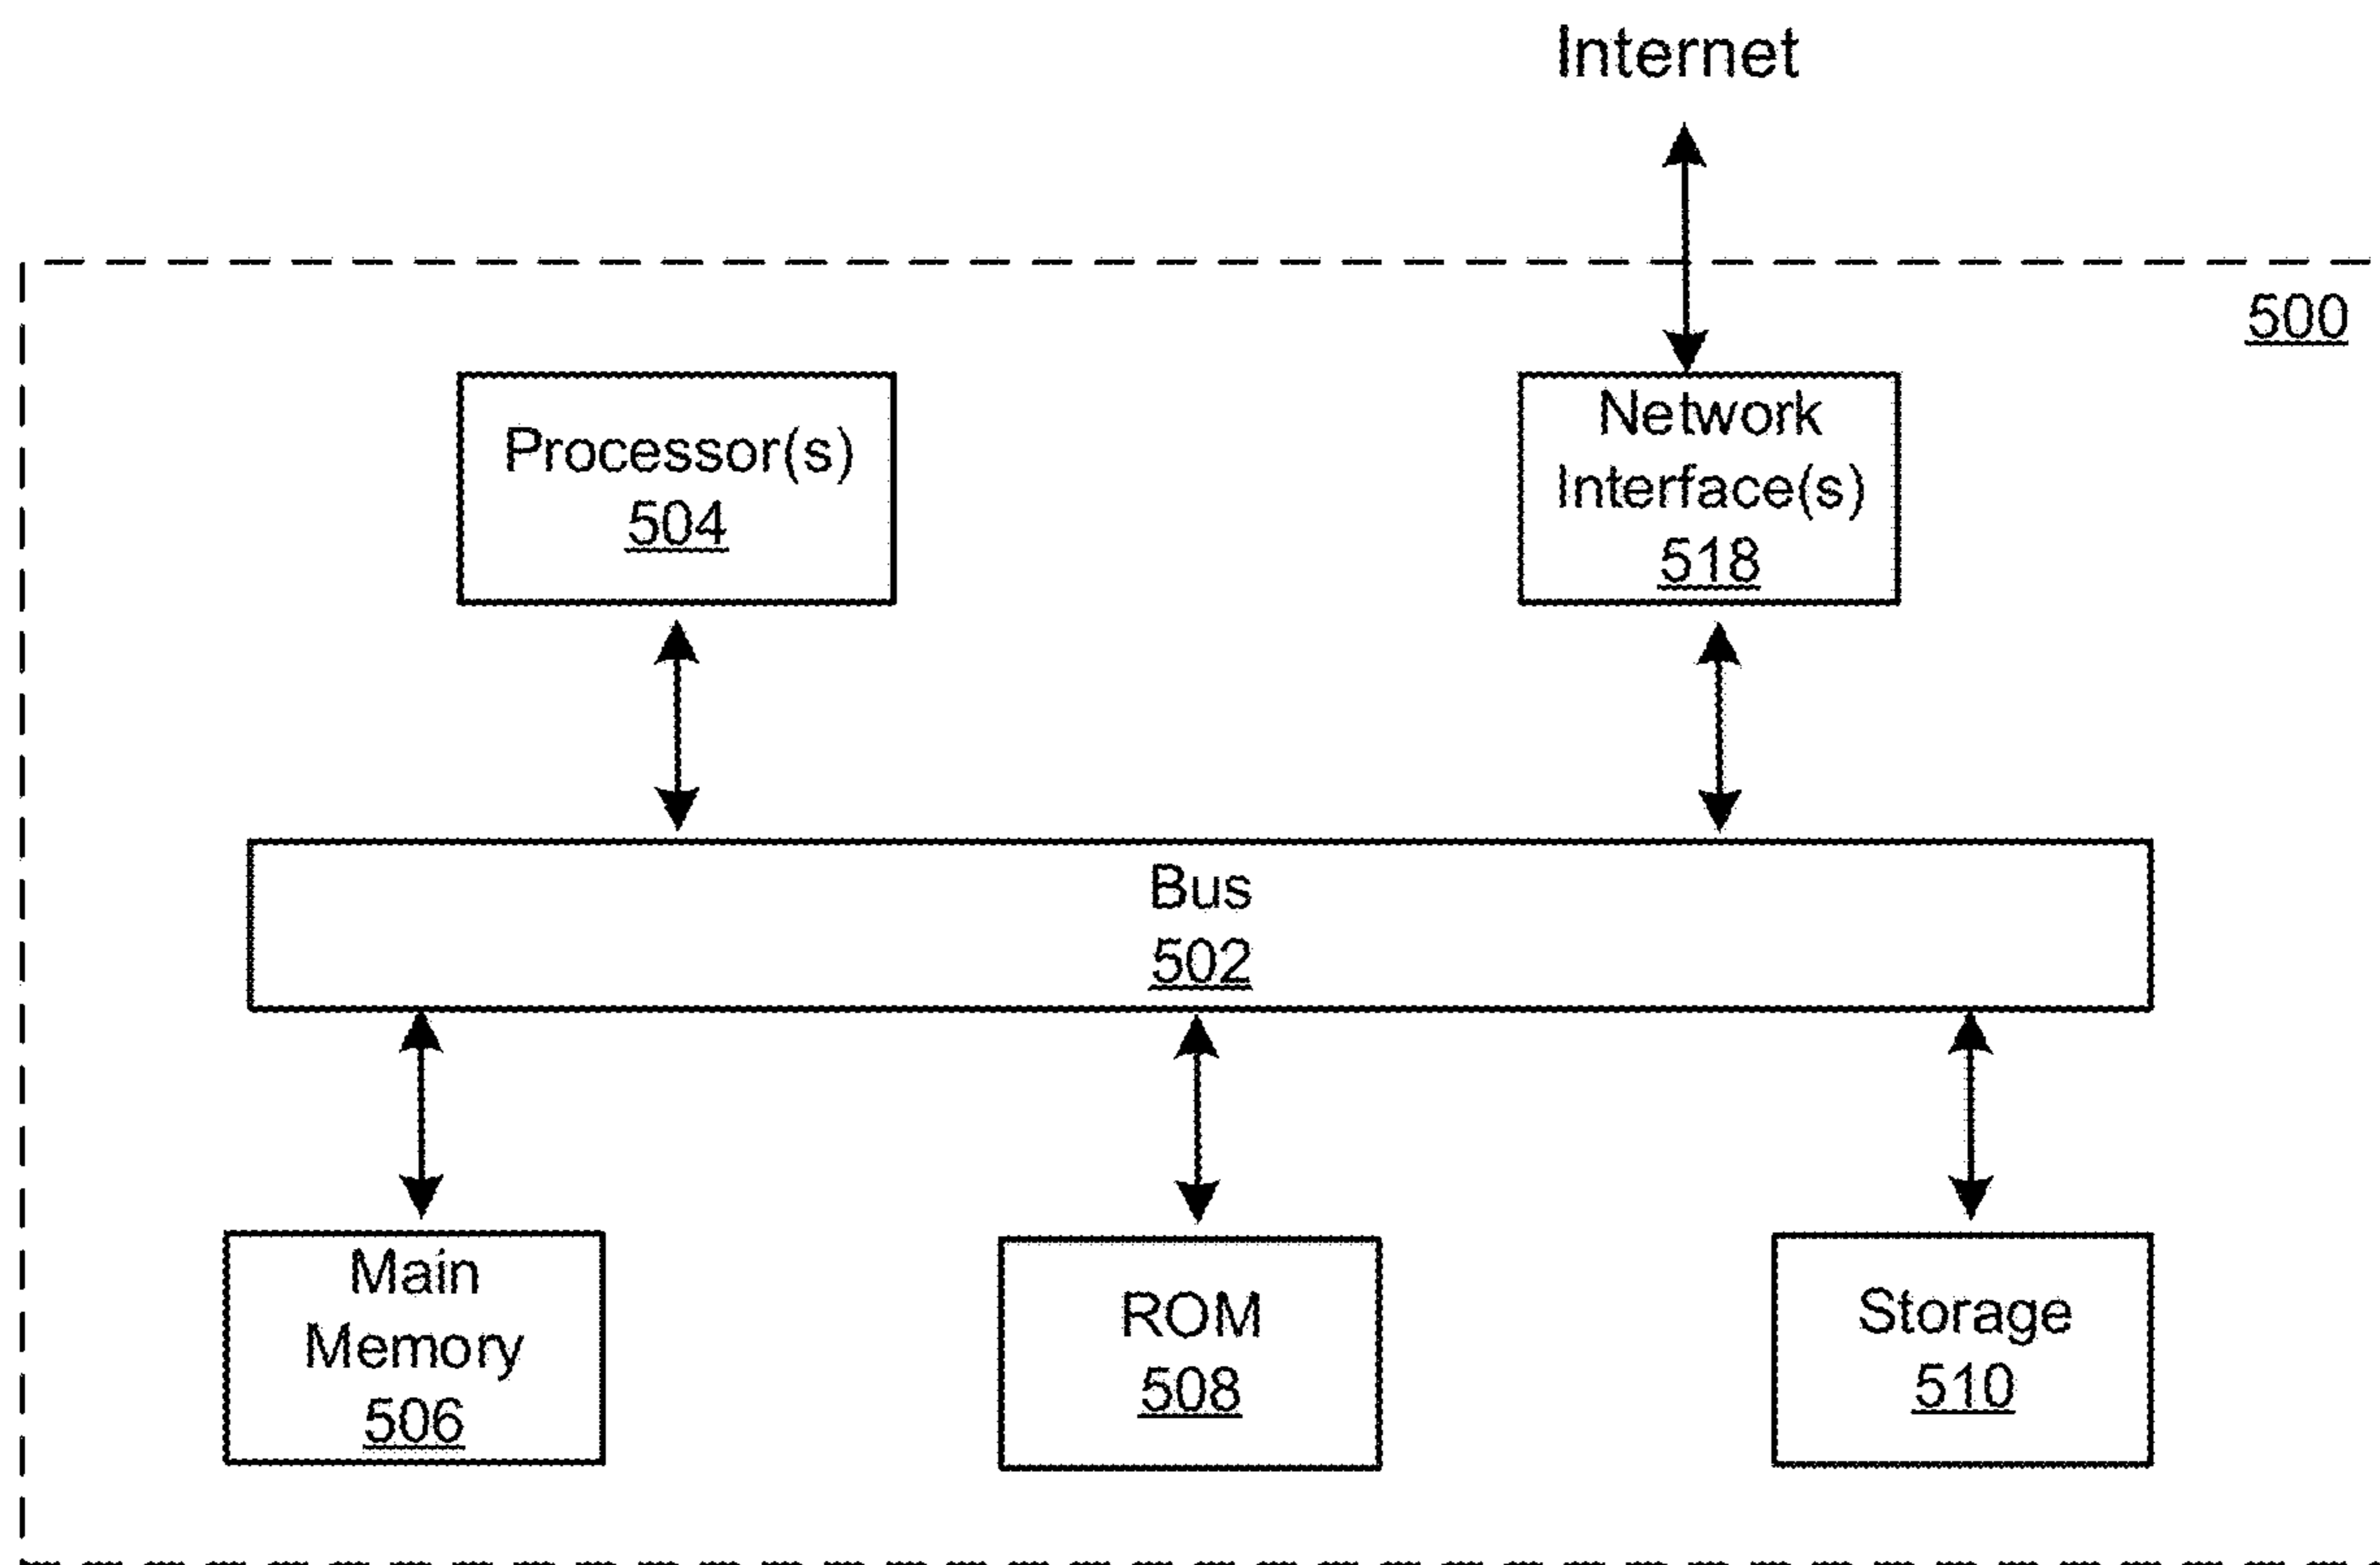 Internet
500
Processor(s)
504
Network
Interface(s)
518
Bus
502
Main
Memory
506
ROM
508
Storage
510